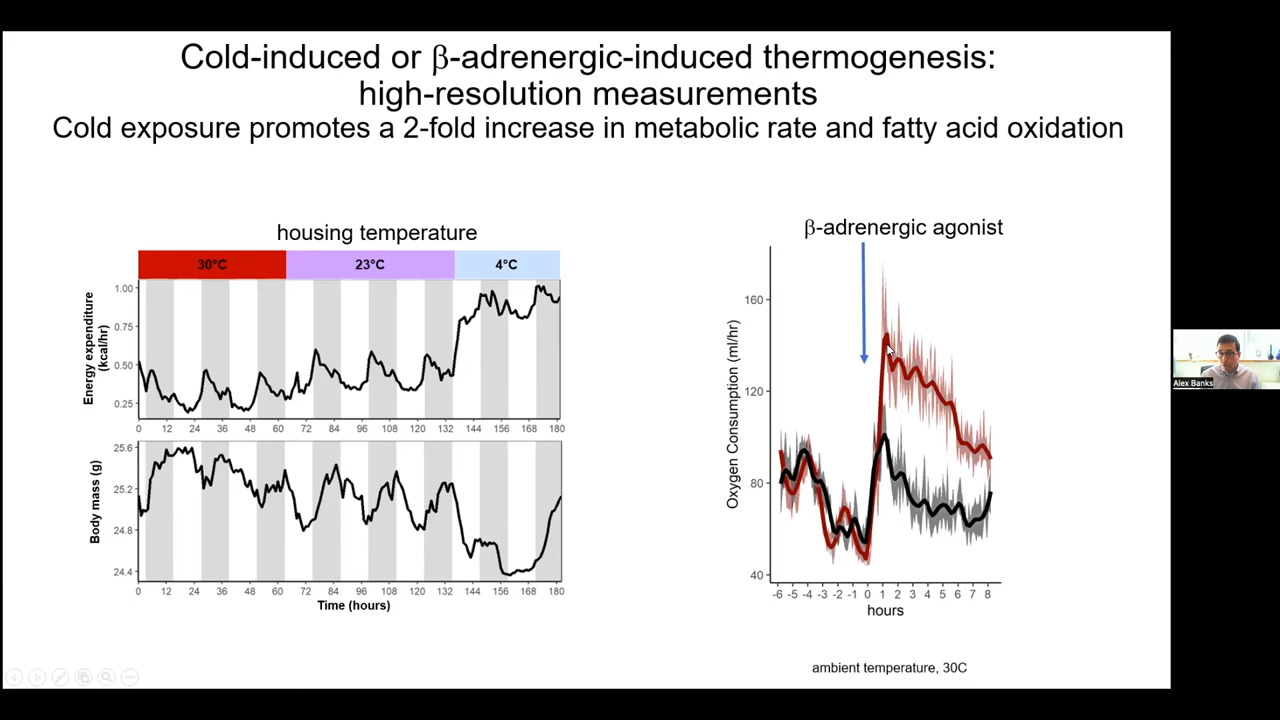 Cold-induced or β-adrenergic-induced thermogenesis:
high-resolution measurements
Cold exposure promotes a 2-fold increase in metabolic rate and fatty acid oxidation
housing temperature
30°C 23°C 4°C
Energy expenditure
(kcal/hr)
1.00
0.75
0.50
0.25
0 12 24 36 48 60 72 84 96 108 120 132 144 156 168 180
Body mass (g)
25.6
25.2
24.8
24.4
0 12 24 36 48 60 72 84 96 108 120 132 144 156 168 180
Time (hours)
β-adrenergic agonist
Oxygen Consumption (ml/hr)
160
120
80
40
-6 -5 -4 -3 -2 -1 0 1 2 3 4 5 6 7 8
hours
ambient temperature, 30C
Alex Banks